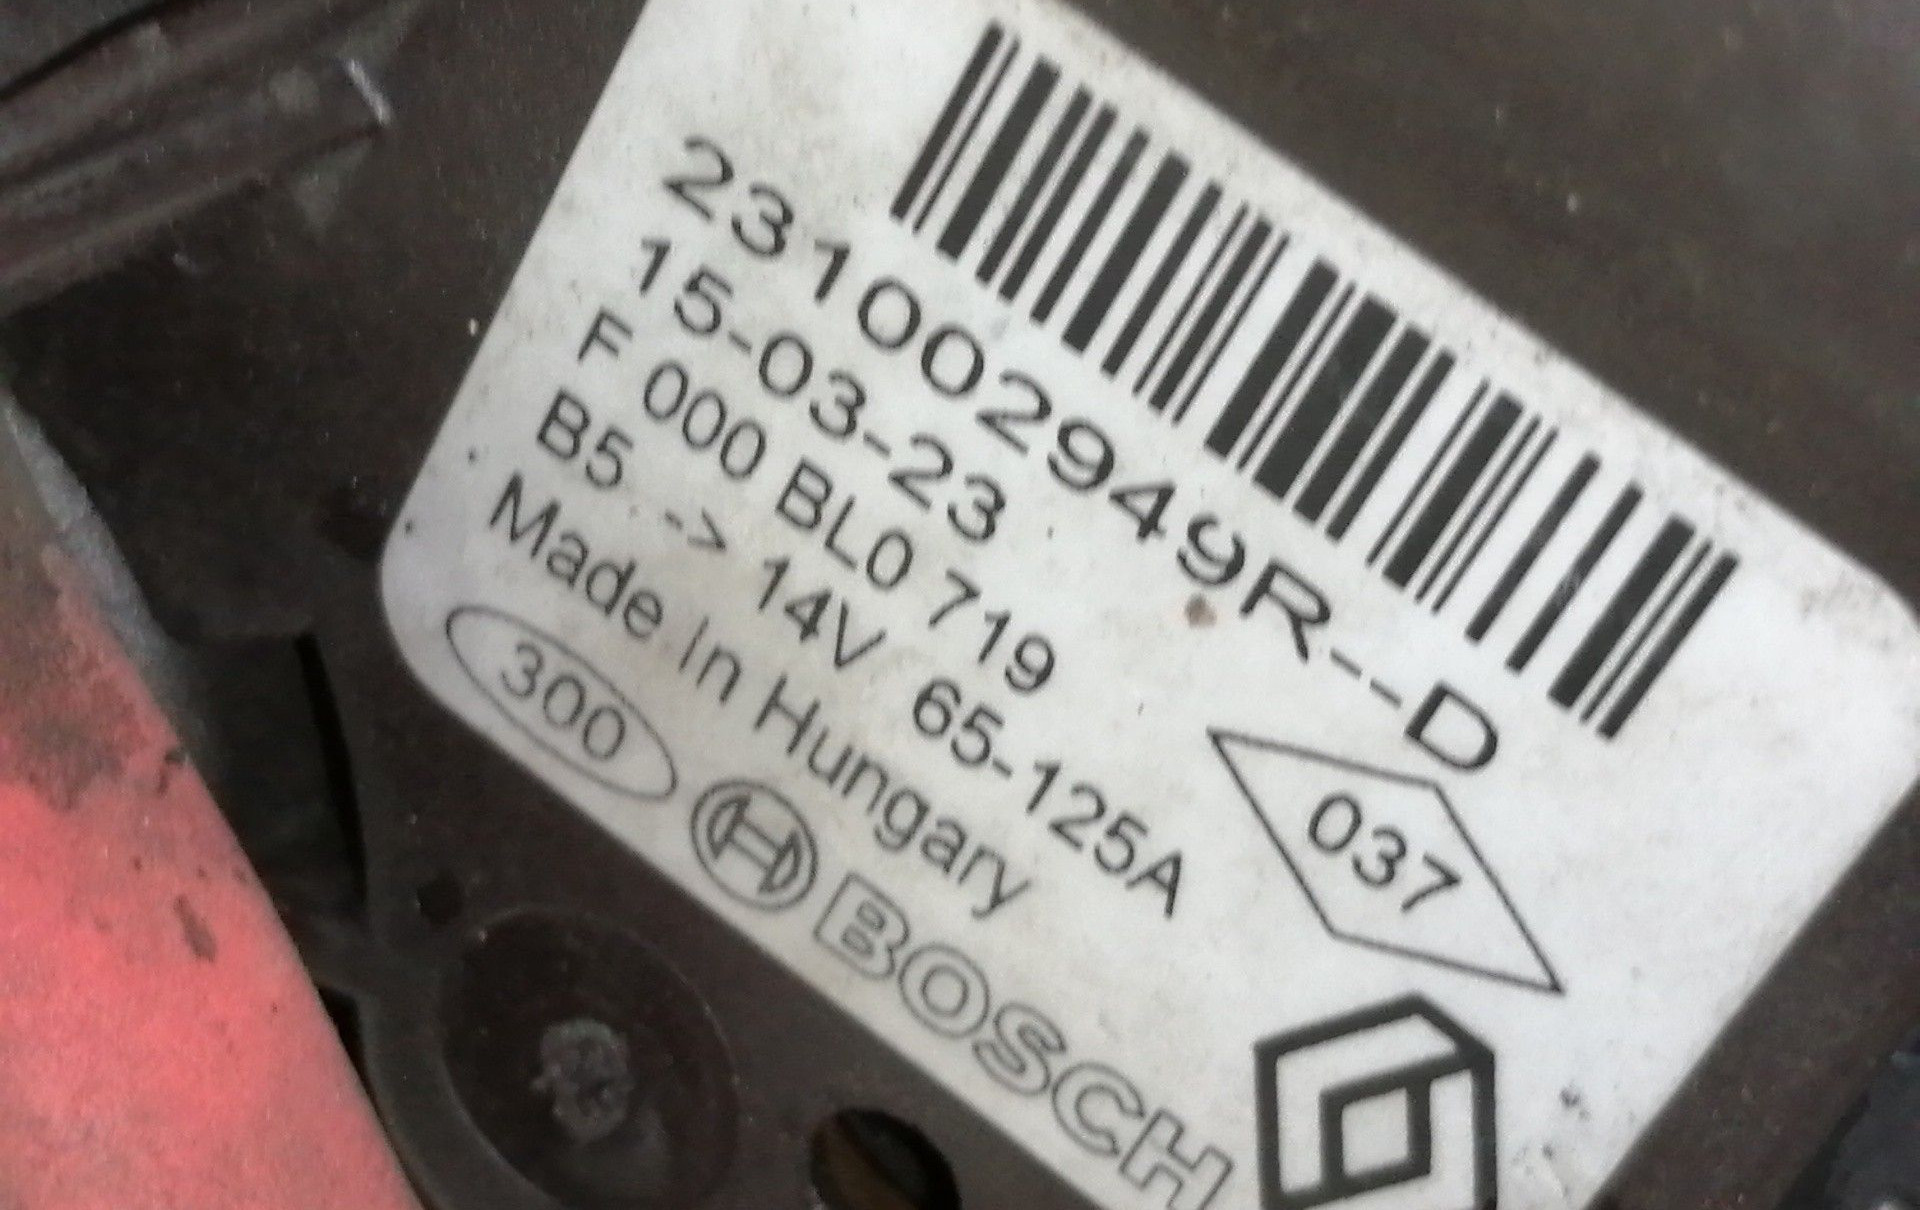 231002949R--D
15-03-23
F 000 BL0 719
B5 -> 14V 65-125A
Made in Hungary
037
300
BOSCH